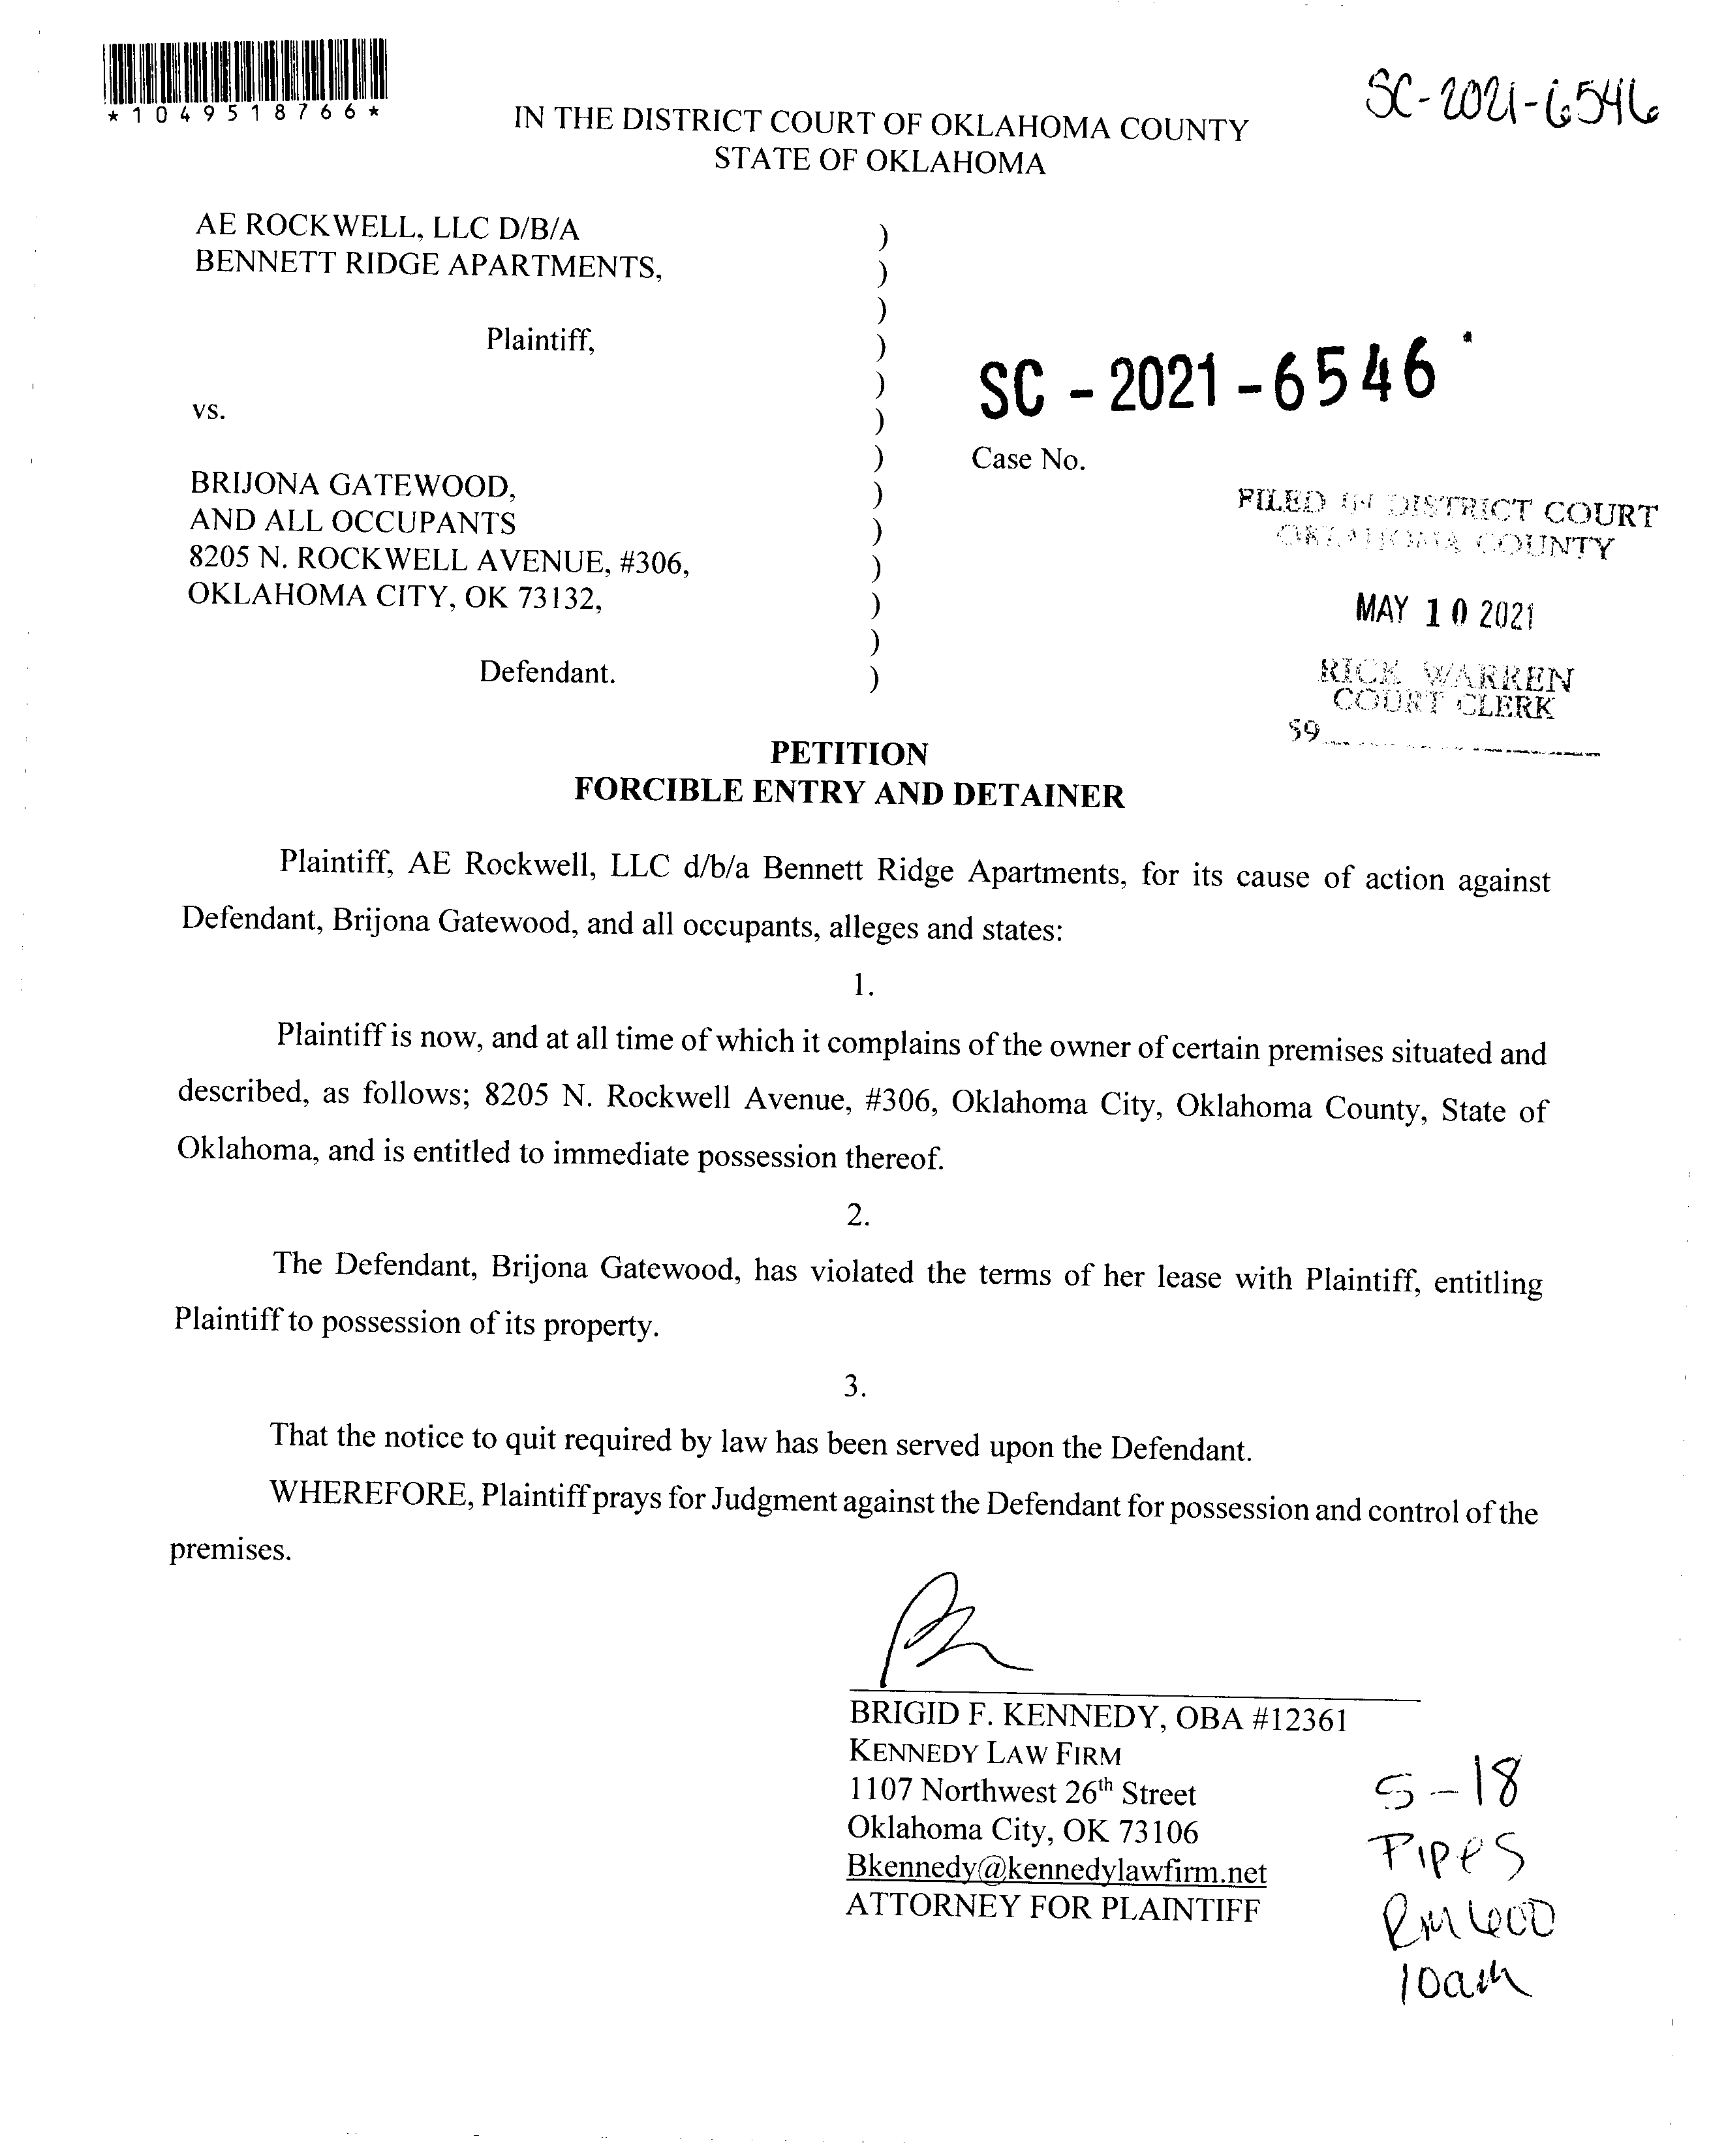 *1049518766*
SC-2021-6546
IN THE DISTRICT COURT OF OKLAHOMA COUNTY
STATE OF OKLAHOMA
AE ROCKWELL, LLC D/B/A )
BENNETT RIDGE APARTMENTS, )
)
Plaintiff, )
)
vs. )
)
BRIJONA GATEWOOD, )
AND ALL OCCUPANTS )
8205 N. ROCKWELL AVENUE, #306, )
OKLAHOMA CITY, OK 73132, )
)
Defendant. )
SC - 2021 - 6546
Case No.
FILED IN DISTRICT COURT
OKLAHOMA COUNTY
MAY 10 2021
RICK WARREN
COURT CLERK
59
PETITION
FORCIBLE ENTRY AND DETAINER
Plaintiff, AE Rockwell, LLC d/b/a Bennett Ridge Apartments, for its cause of action against
Defendant, Brijona Gatewood, and all occupants, alleges and states:
1.
Plaintiff is now, and at all time of which it complains of the owner of certain premises situated and
described, as follows; 8205 N. Rockwell Avenue, #306, Oklahoma City, Oklahoma County, State of
Oklahoma, and is entitled to immediate possession thereof.
2.
The Defendant, Brijona Gatewood, has violated the terms of her lease with Plaintiff, entitling
Plaintiff to possession of its property.
3.
That the notice to quit required by law has been served upon the Defendant.
WHEREFORE, Plaintiff prays for Judgment against the Defendant for possession and control of the
premises.
BRIGID F. KENNEDY, OBA #12361
KENNEDY LAW FIRM
1107 Northwest 26th Street
Oklahoma City, OK 73106
Bkennedy@kennedylawfirm.net
ATTORNEY FOR PLAINTIFF
5-18
Pipes
Rm 600
10am